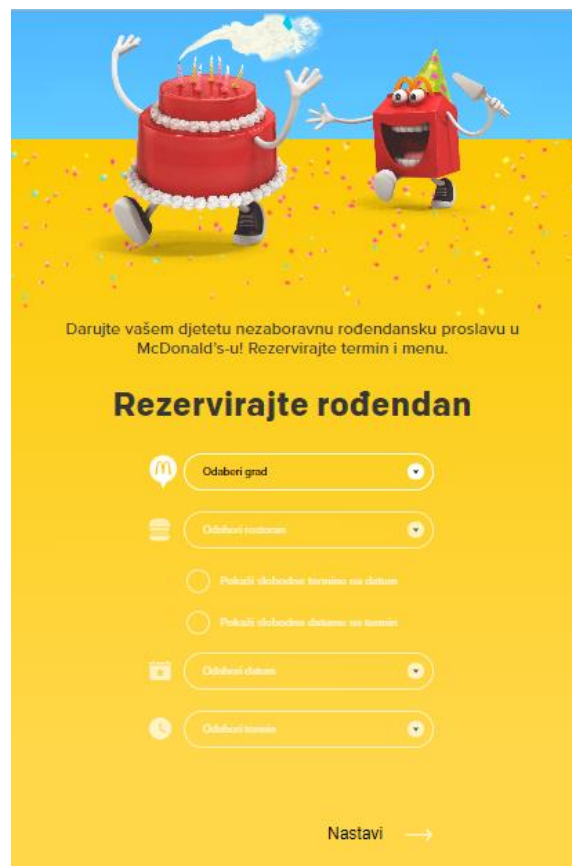 Darujte vašem djetetu nezaboravnu rođendansku proslavu u
McDonald's-u! Rezervirajte termin i menu.
Rezervirajte rođendan
Odaberi grad
Odaberi restoran
Pokaži slobodne termine na datum
Pokaži slobodne datume na termin
Odaberi datum
Odaberi termin
Nastavi